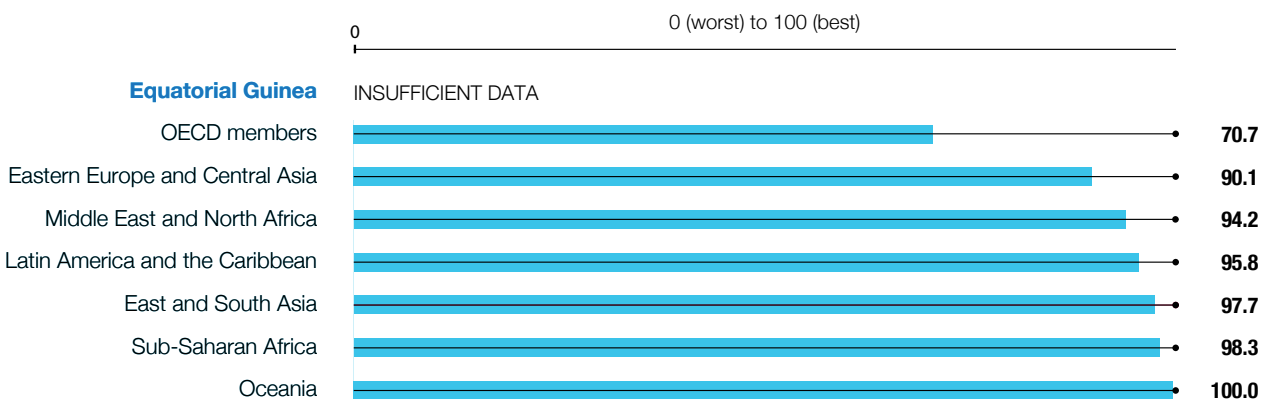 0 (worst) to 100 (best)
0
Equatorial Guinea INSUFFICIENT DATA
OECD members 70.7
Eastern Europe and Central Asia 90.1
Middle East and North Africa 94.2
Latin America and the Caribbean 95.8
East and South Asia 97.7
Sub-Saharan Africa 98.3
Oceania 100.0